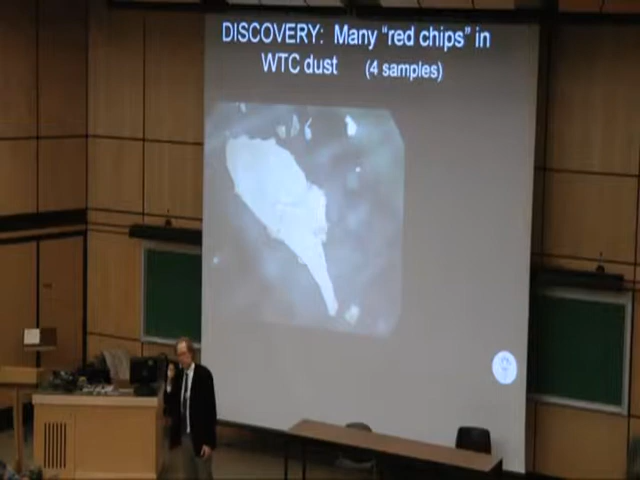 DISCOVERY: Many “red chips” in
WTC dust (4 samples)